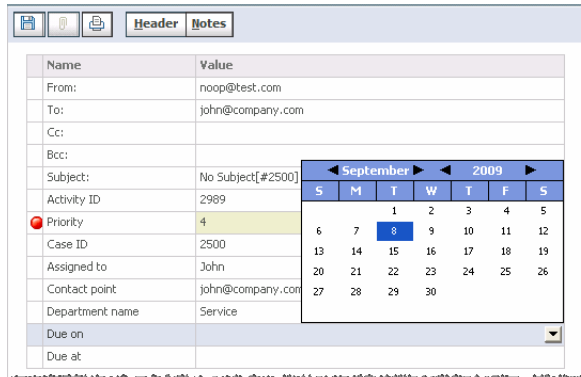 Header Notes
Name Value
From: noop@test.com
To: john@company.com
Cc:
Bcc:
Subject: No Subject[#2500]
Activity ID 2989
Priority 4
Case ID 2500
Assigned to John
Contact point john@company.com
Department name Service
Due on
Due at
September 2009
S M T W T F S
1 2 3 4 5
6 7 8 9 10 11 12
13 14 15 16 17 18 19
20 21 22 23 24 25 26
27 28 29 30